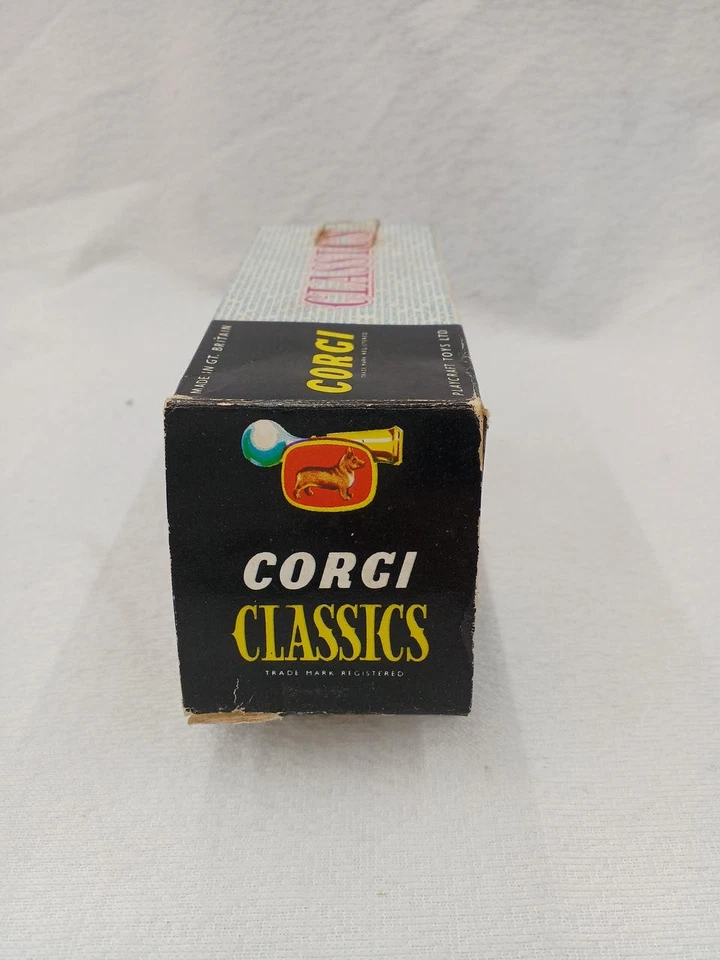 CLASSICS
MADE IN GT. BRITAIN
CORGI
TRADE MARK REGISTERED
PLAYCRAFT TOYS LTD
CORGI
CLASSICS
TRADE MARK REGISTERED